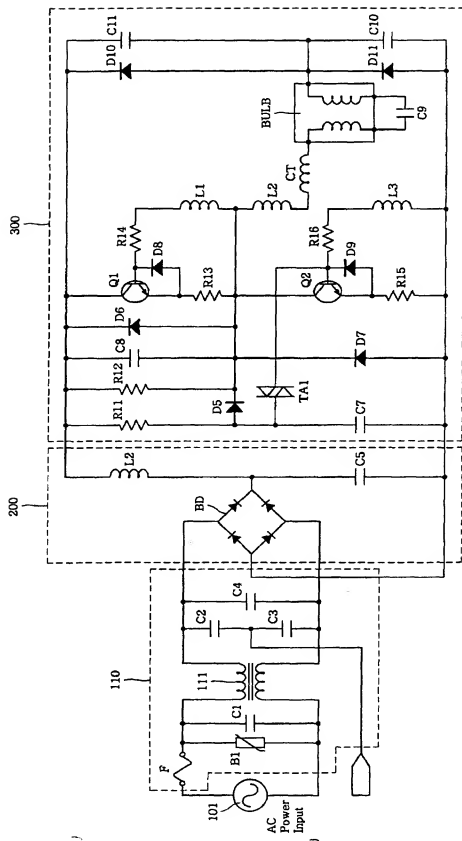 300
200
110
C11
D10
C10
D11
BULB
C9
CT
L1
L2
L3
R14
R16
Q1
D8
R13
Q2
D9
R15
D6
C8
D7
R12
R11
D5
TA1
C7
L2
BD
C5
C4
C2
C3
111
C1
B1
F
101
AC
Power
Input